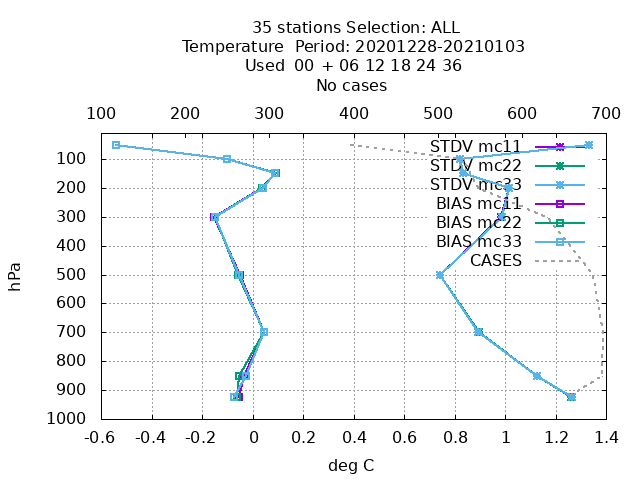 35 stations Selection: ALL
Temperature  Period: 20201228-20210103
Used  00 + 06 12 18 24 36
No cases
100 200 300 400 500 600 700
STDV mc11
STDV mc22
STDV mc33
BIAS mc11
BIAS mc22
BIAS mc33
CASES
100
200
300
400
500
600
700
800
900
1000
hPa
-0.6 -0.4 -0.2 0 0.2 0.4 0.6 0.8 1 1.2 1.4
deg C